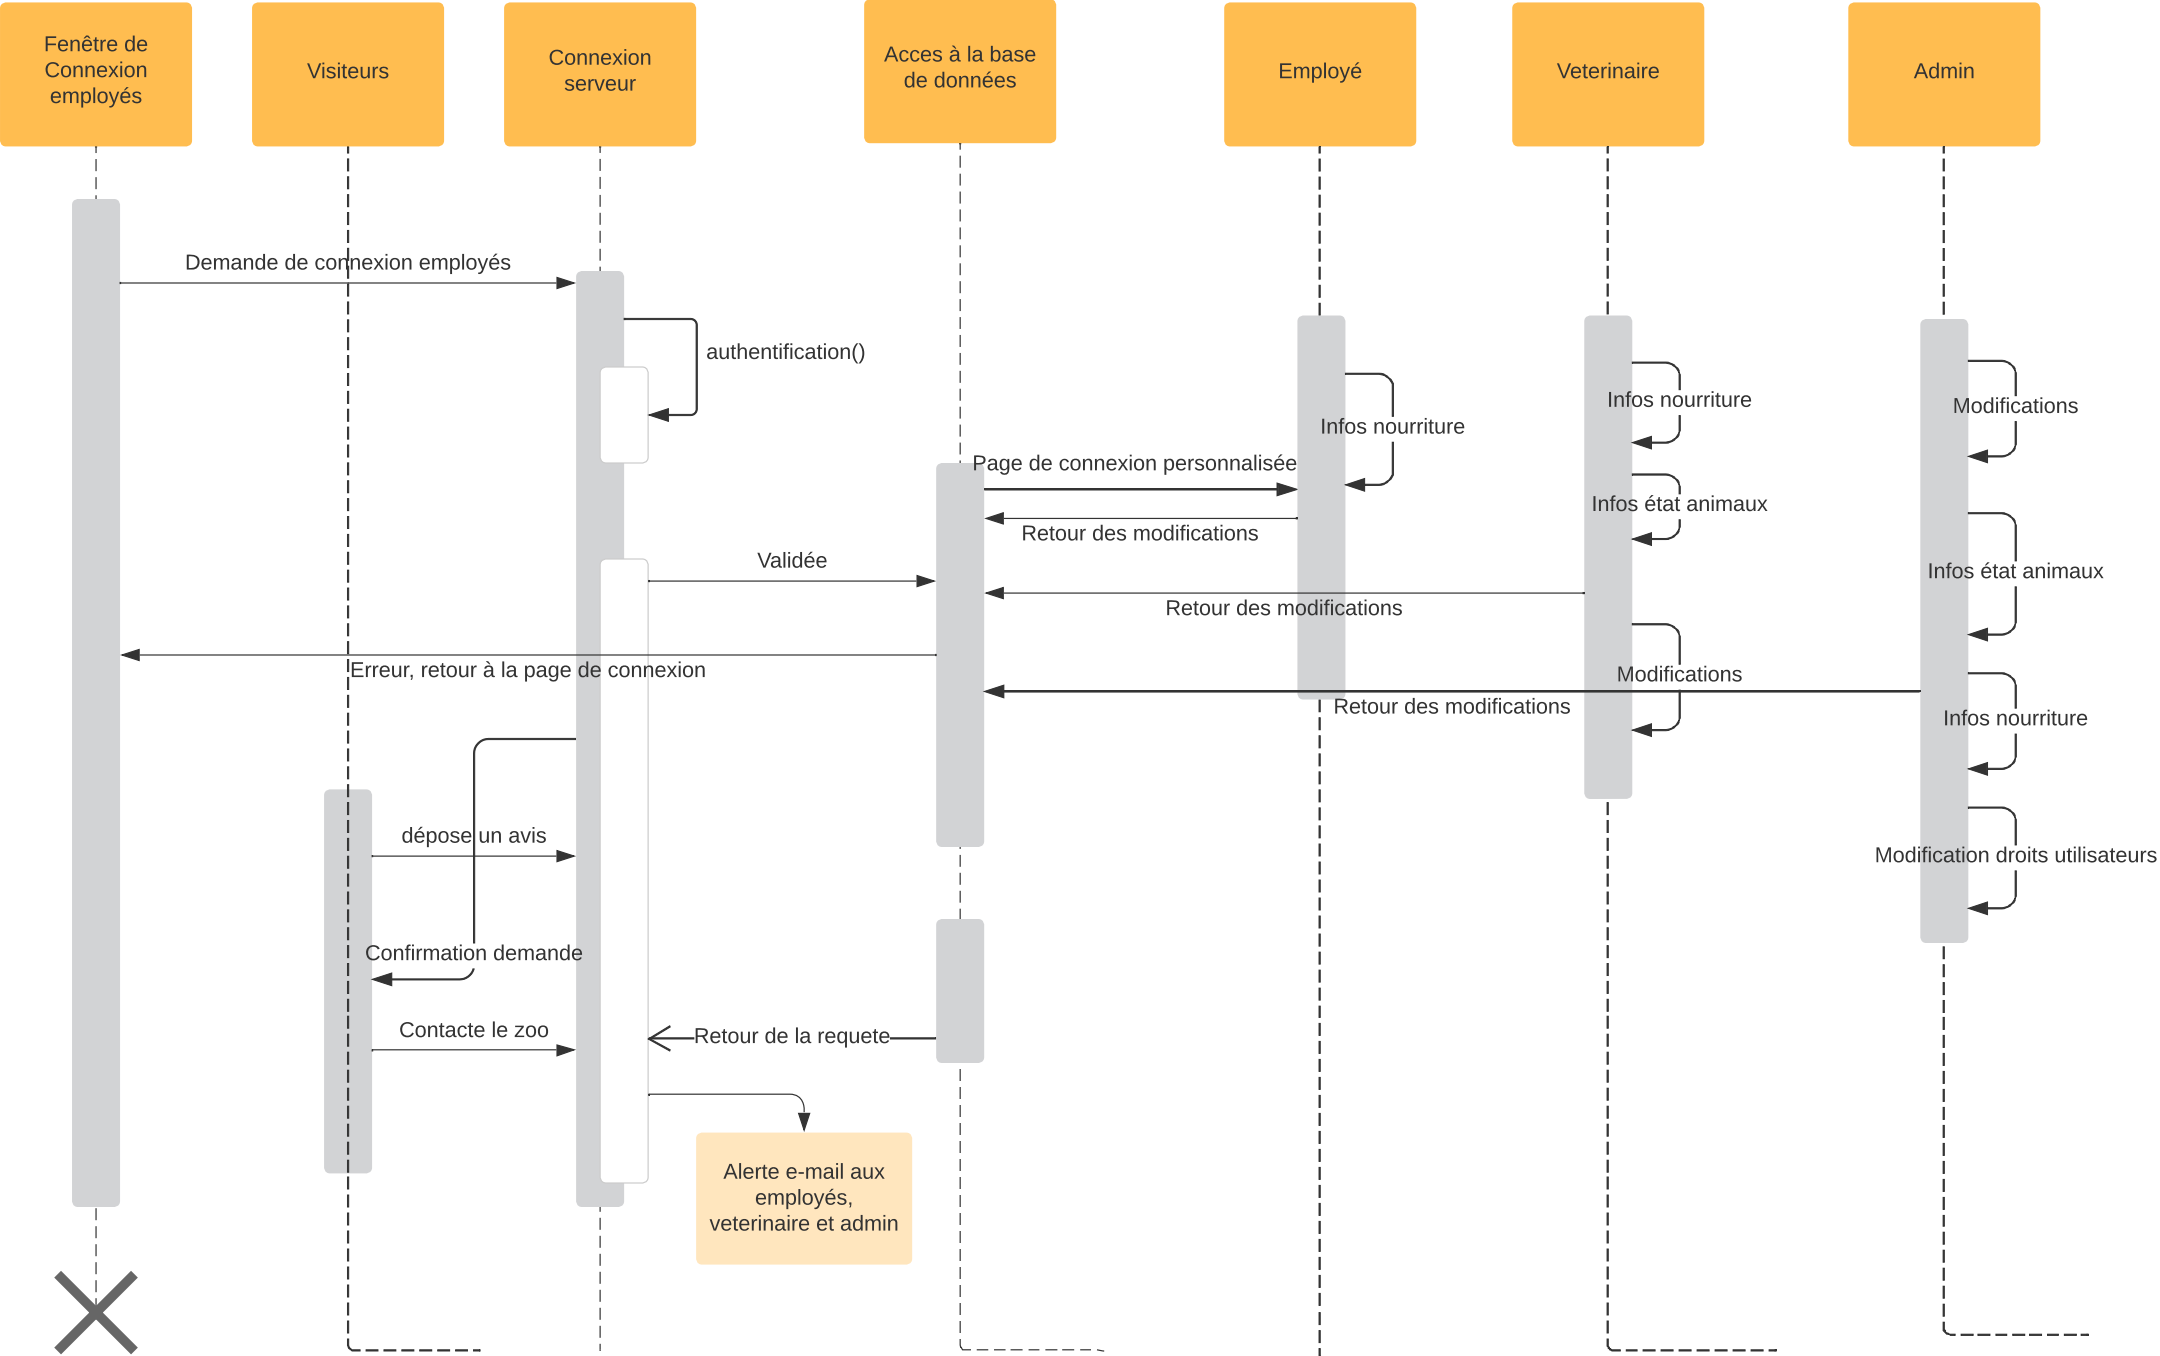 Fenêtre de
Connexion
employés
Visiteurs
Connexion
serveur
Acces à la base
de données
Employé
Veterinaire
Admin
Demande de connexion employés
authentification()
Infos nourriture
Modifications
Infos nourriture
Page de connexion personnalisée
Infos état animaux
Retour des modifications
Validée
Infos état animaux
Retour des modifications
Erreur, retour à la page de connexion
Modifications
Retour des modifications
Infos nourriture
dépose un avis
Modification droits utilisateurs
Confirmation demande
Contacte le zoo
Retour de la requete
Alerte e-mail aux
employés,
veterinaire et admin